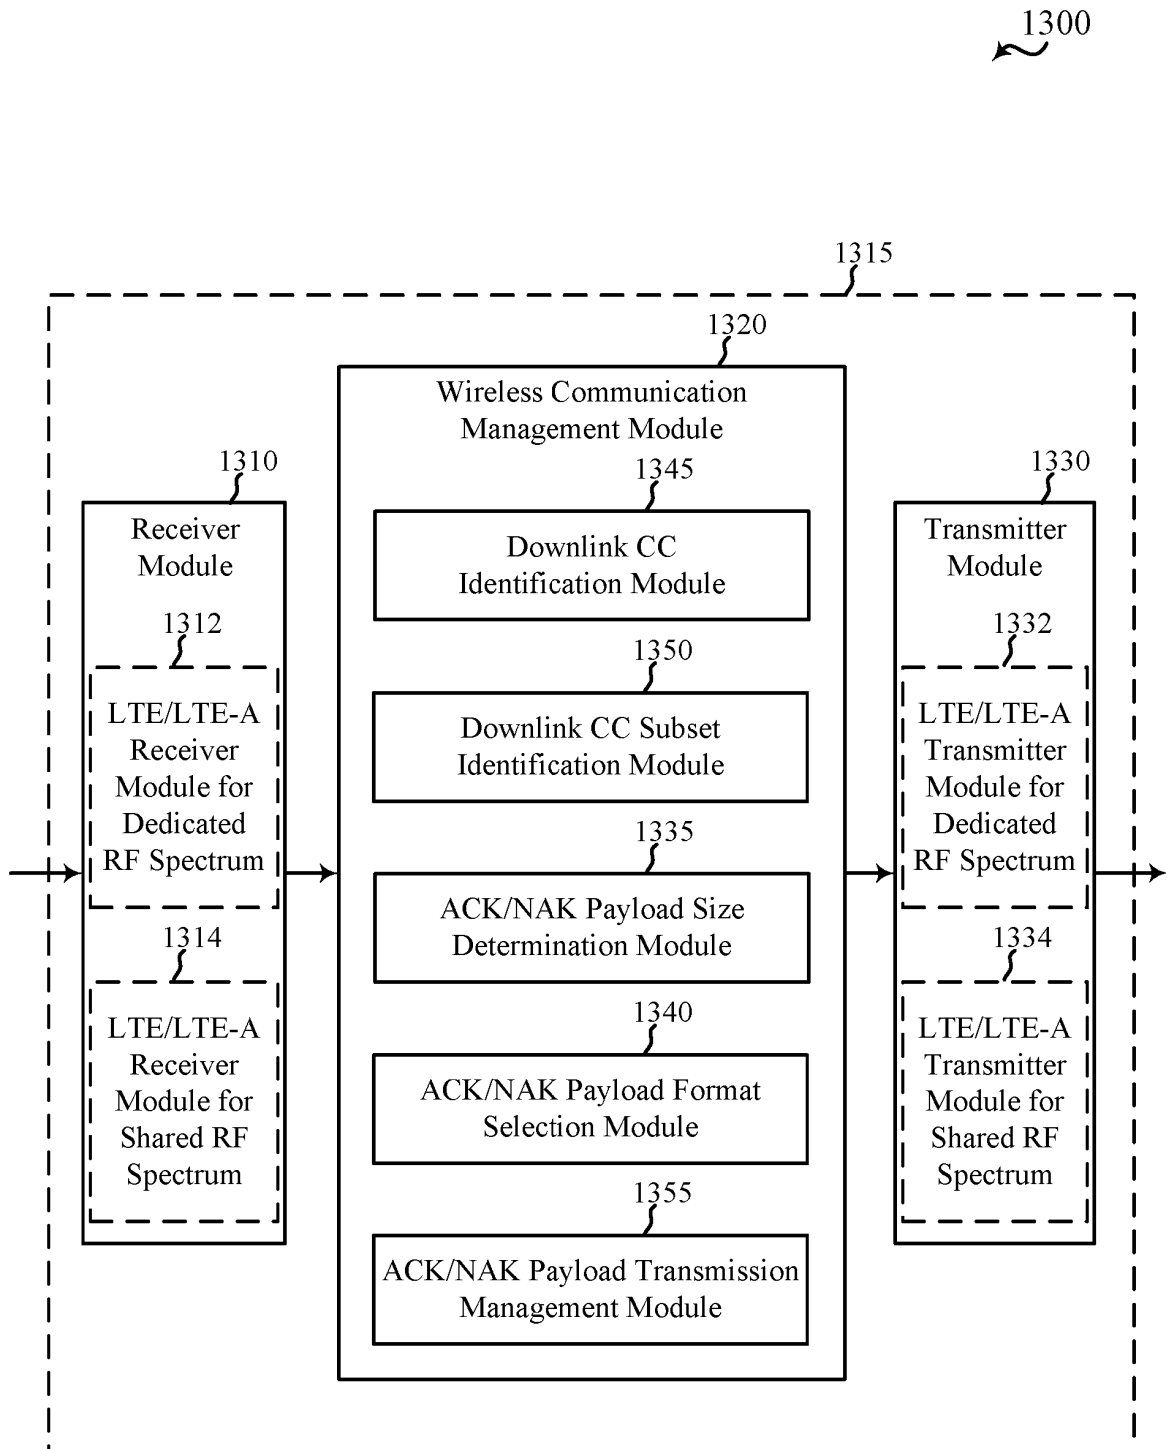 1300
1315
1320
Wireless Communication
Management Module
1310
Receiver
Module
1312
LTE/LTE-A
Receiver
Module for
Dedicated
RF Spectrum
1314
LTE/LTE-A
Receiver
Module for
Shared RF
Spectrum
1345
Downlink CC
Identification Module
1350
Downlink CC Subset
Identification Module
1335
ACK/NAK Payload Size
Determination Module
1340
ACK/NAK Payload Format
Selection Module
1355
ACK/NAK Payload Transmission
Management Module
1330
Transmitter
Module
1332
LTE/LTE-A
Transmitter
Module for
Dedicated
RF Spectrum
1334
LTE/LTE-A
Transmitter
Module for
Shared RF
Spectrum